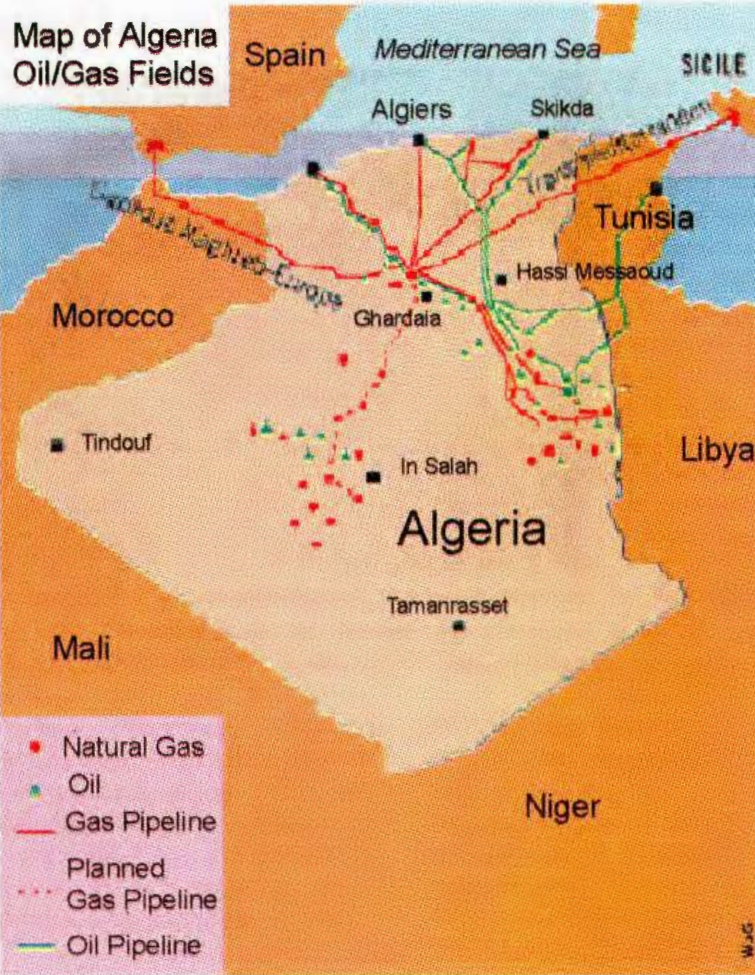 Map of Algeria
Oil/Gas Fields
Spain
Mediterranean Sea
SICILE
Algiers
Skikda
Tunisia
Hassi Messaoud
Ghardaia
Morocco
Tindouf
In Salah
Libya
Algeria
Tamanrasset
Mali
Niger
Natural Gas
Oil
Gas Pipeline
Planned
Gas Pipeline
Oil Pipeline